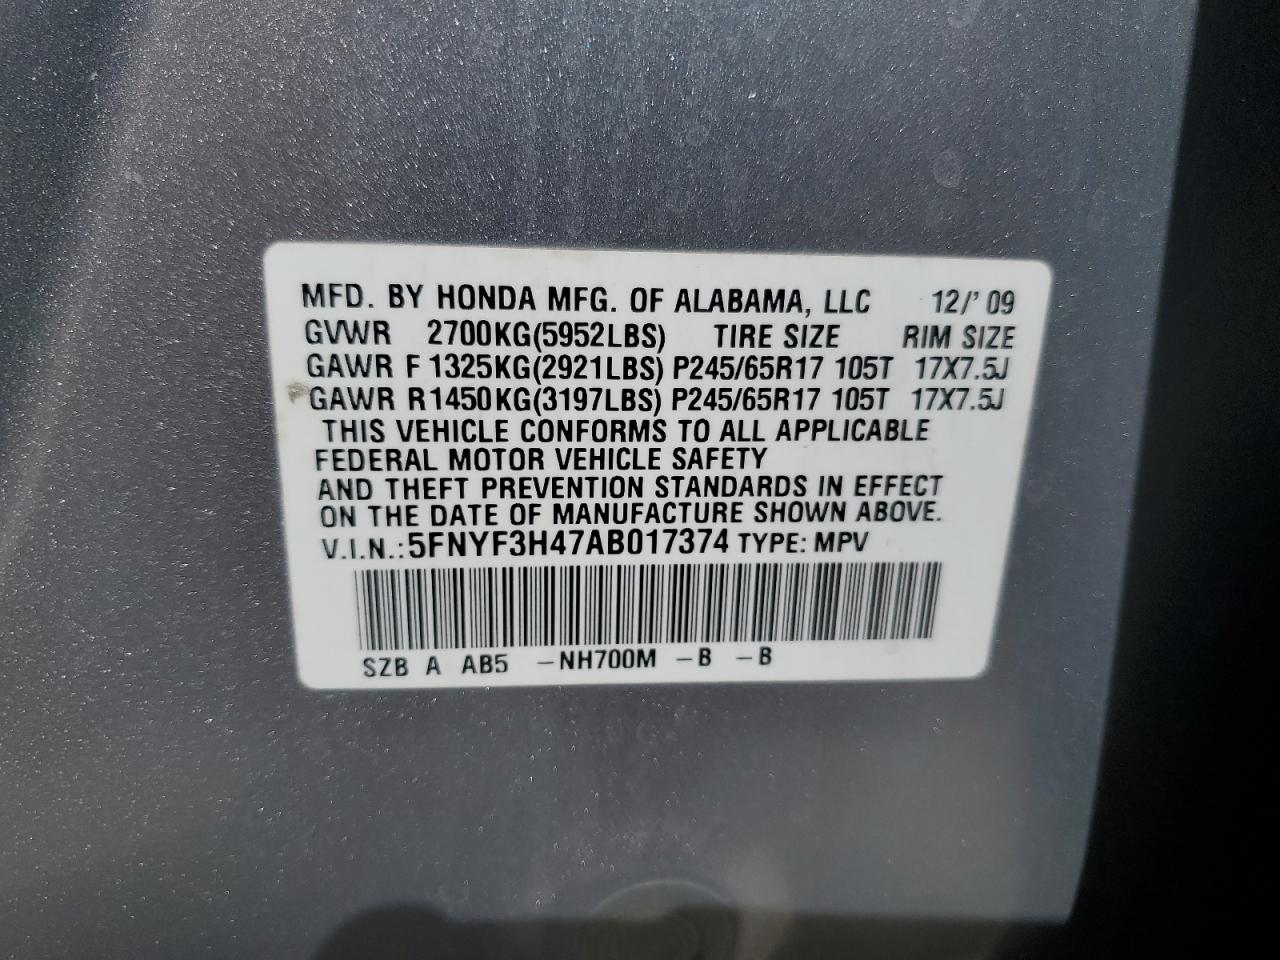 MFD. BY HONDA MFG. OF ALABAMA, LLC 12/'09
GVWR 2700KG(5952LBS) TIRE SIZE RIM SIZE
GAWR F 1325KG(2921LBS) P245/65R17 105T 17X7.5J
GAWR R1450KG(3197LBS) P245/65R17 105T 17X7.5J
THIS VEHICLE CONFORMS TO ALL APPLICABLE
FEDERAL MOTOR VEHICLE SAFETY
AND THEFT PREVENTION STANDARDS IN EFFECT
ON THE DATE OF MANUFACTURE SHOWN ABOVE.
V.I.N.: 5FNYF3H47AB017374 TYPE: MPV
SZB A AB5 -NH700M -B -B